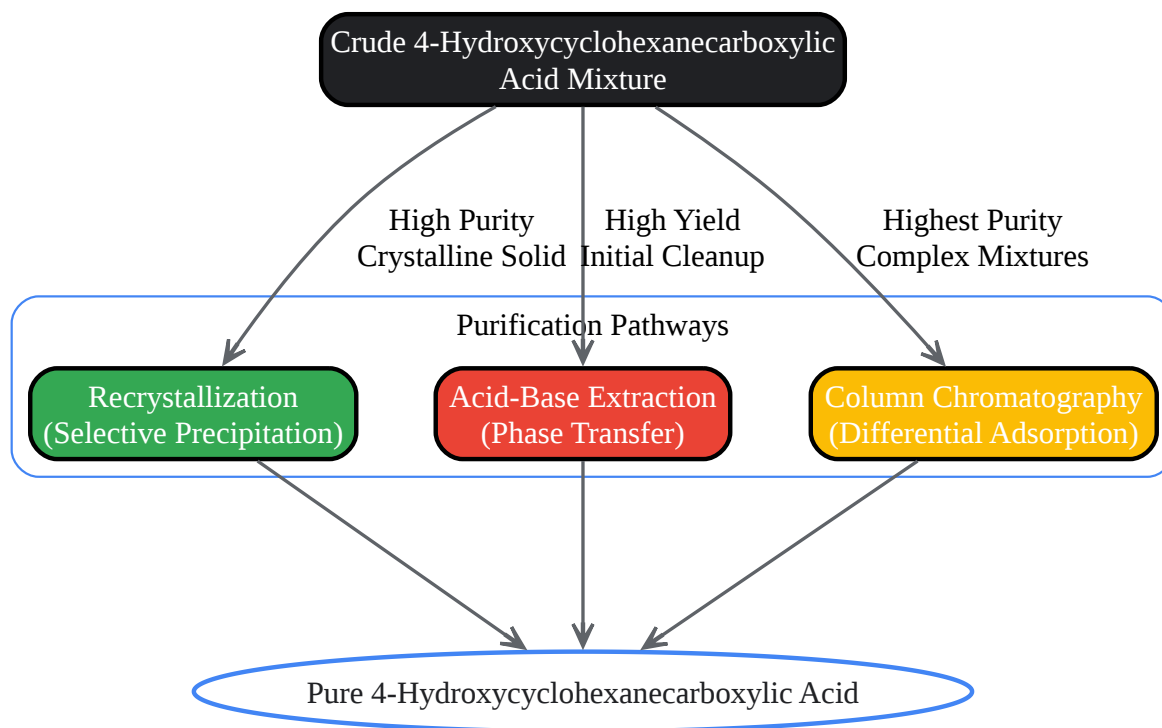 Crude 4-Hydroxycyclohexanecarboxylic
Acid Mixture
High Purity
Crystalline Solid
High Yield
Initial Cleanup
Highest Purity
Complex Mixtures
Purification Pathways
Recrystallization
(Selective Precipitation)
Acid-Base Extraction
(Phase Transfer)
Column Chromatography
(Differential Adsorption)
Pure 4-Hydroxycyclohexanecarboxylic Acid